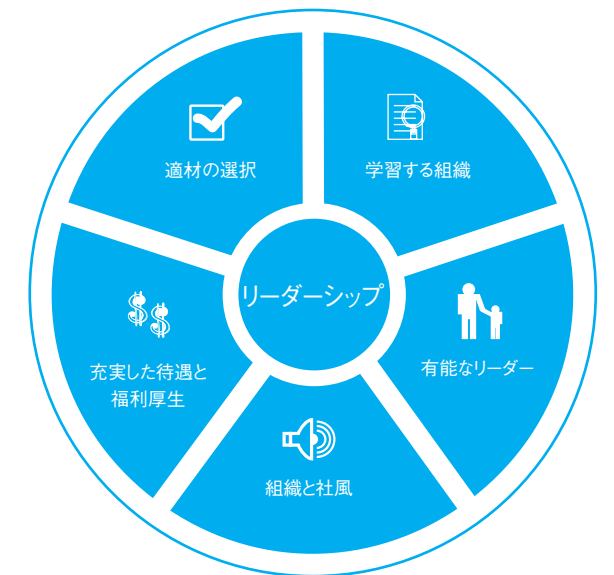 適材の選択
学習する組織
リーダーシップ
充実した待遇と
福利厚生
有能なリーダー
組織と社風